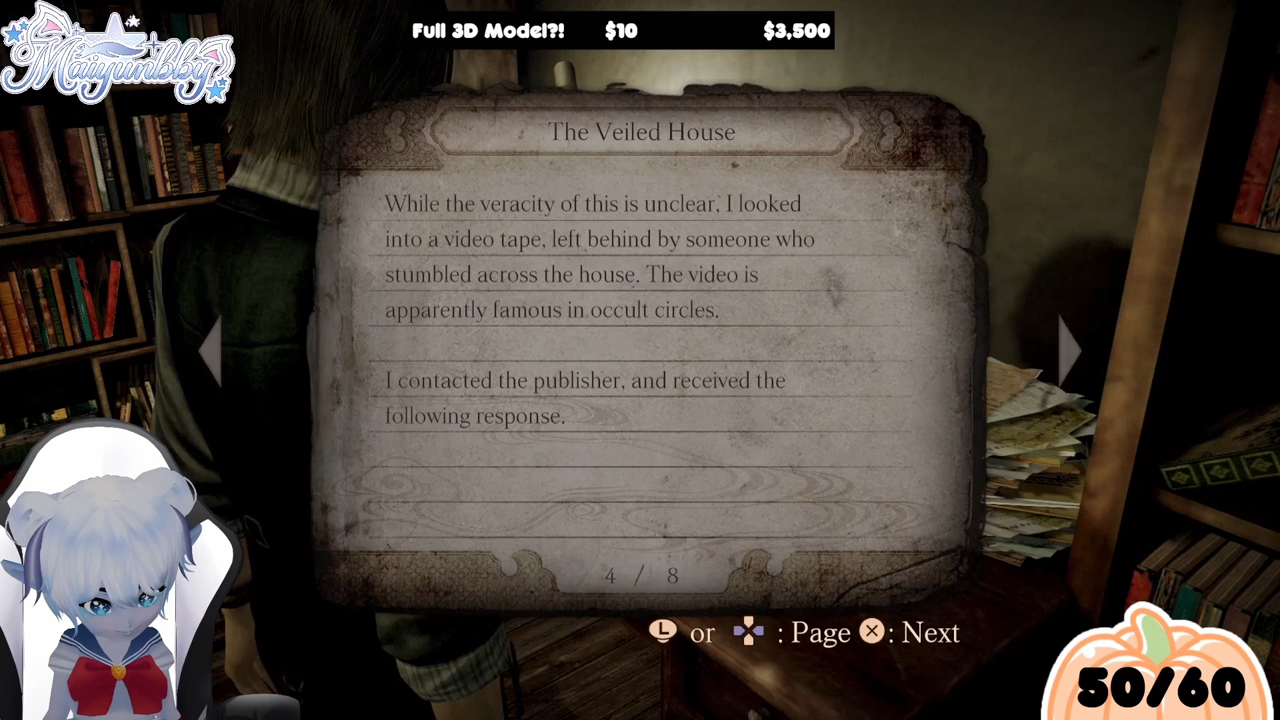 Maiyunbby
Full 3D Model?! $10 $3,500
The Veiled House
While the veracity of this is unclear, I looked
into a video tape, left behind by someone who
stumbled across the house. The video is
apparently famous in occult circles.
I contacted the publisher, and received the
following response.
4 / 8
L or : Page X: Next
50/60